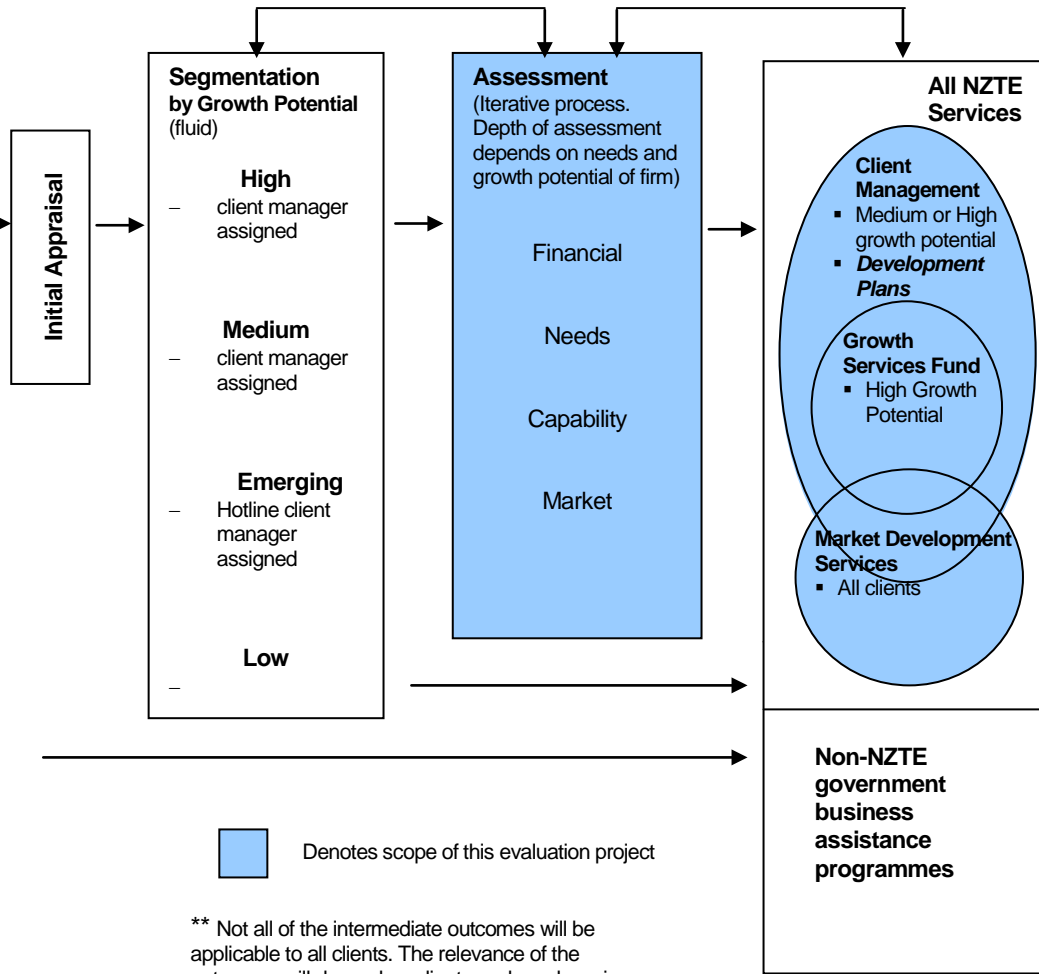 Initial Appraisal
Segmentation
by Growth Potential
(fluid)
High
– client manager
assigned
Medium
– client manager
assigned
Emerging
– Hotline client
manager
assigned
Low
–
Assessment
(Iterative process.
Depth of assessment
depends on needs and
growth potential of firm)
Financial
Needs
Capability
Market
All NZTE
Services
Client
Management
▪ Medium or High
growth potential
▪ Development
Plans
Growth
Services Fund
▪ High Growth
Potential
Market Development
Services
▪ All clients
Non-NZTE
government
business
assistance
programmes
Denotes scope of this evaluation project
** Not all of the intermediate outcomes will be
applicable to all clients. The relevance of the